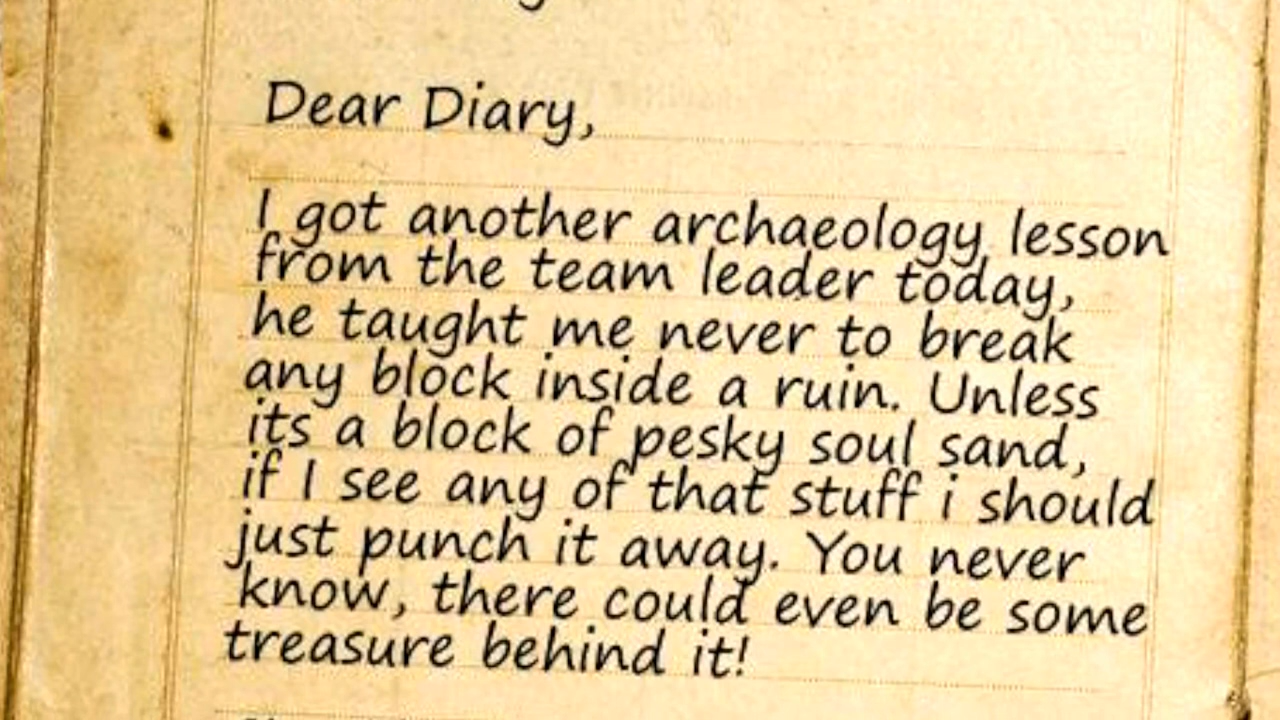 Dear Diary,
I got another archaeology lesson
from the team leader today,
he taught me never to break
any block inside a ruin. Unless
its a block of pesky soul sand,
if I see any of that stuff i should
just punch it away. You never
know, there could even be some
treasure behind it!